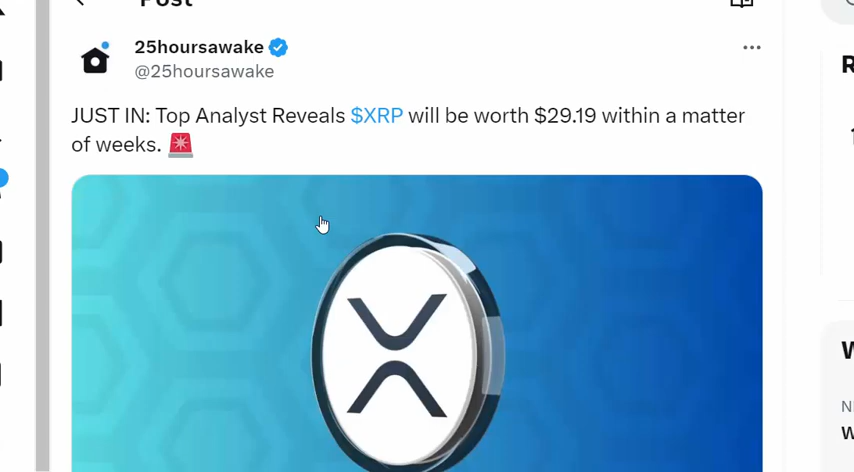 Post
25hoursawake
@25hoursawake
JUST IN: Top Analyst Reveals $XRP will be worth $29.19 within a matter
of weeks. 🚨